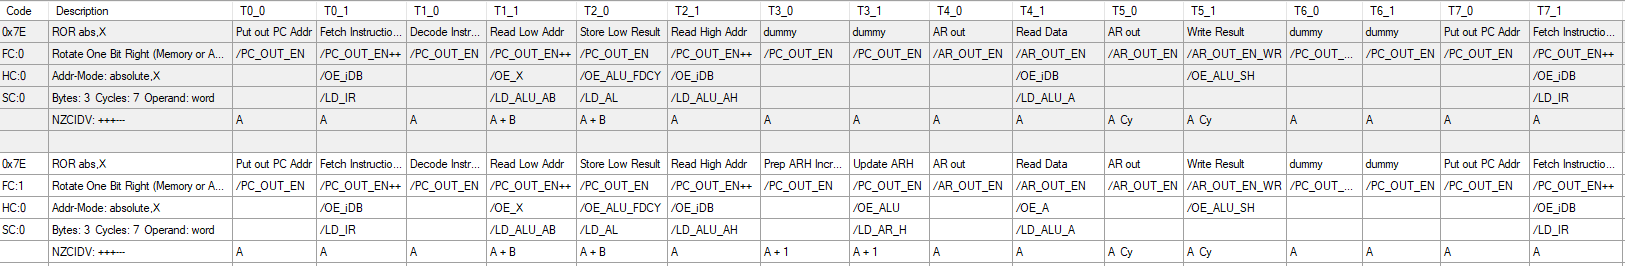 Code Description T0_0 T0_1 T1_0 T1_1 T2_0 T2_1 T3_0 T3_1 T4_0 T4_1 T5_0 T5_1 T6_0 T6_1 T7_0 T7_1
0x7E ROR abs,X Put out PC Addr Fetch Instructio... Decode Instr... Read Low Addr Store Low Result Read High Addr dummy dummy AR out Read Data AR out Write Result dummy dummy Put out PC Addr Fetch Instructio...
FC:0 Rotate One Bit Right (Memory or A... /PC_OUT_EN /PC_OUT_EN++ /PC_OUT_EN /PC_OUT_EN++ /PC_OUT_EN /PC_OUT_EN++ /PC_OUT_EN /PC_OUT_EN /AR_OUT_EN /AR_OUT_EN /AR_OUT_EN /AR_OUT_EN_WR /PC_OUT_... /PC_OUT_EN /PC_OUT_EN /PC_OUT_EN++
HC:0 Addr-Mode: absolute,X /OE_iDB /OE_X /OE_ALU_FDCY /OE_iDB /OE_iDB /OE_ALU_SH /OE_iDB
SC:0 Bytes: 3 Cycles: 7 Operand: word /LD_IR /LD_ALU_AB /LD_AL /LD_ALU_AH /LD_ALU_A /LD_IR
NZCIDV: +++--- A A A A + B A + B A A A A A A Cy A Cy A A A A
0x7E ROR abs,X Put out PC Addr Fetch Instructio... Decode Instr... Read Low Addr Store Low Result Read High Addr Prep ARH Incr... Update ARH AR out Read Data AR out Write Result dummy dummy Put out PC Addr Fetch Instructio...
FC:1 Rotate One Bit Right (Memory or A... /PC_OUT_EN /PC_OUT_EN++ /PC_OUT_EN /PC_OUT_EN++ /PC_OUT_EN /PC_OUT_EN++ /PC_OUT_EN /PC_OUT_EN /AR_OUT_EN /AR_OUT_EN /AR_OUT_EN /AR_OUT_EN_WR /PC_OUT_... /PC_OUT_EN /PC_OUT_EN /PC_OUT_EN++
HC:0 Addr-Mode: absolute,X /OE_iDB /OE_X /OE_ALU_FDCY /OE_iDB /OE_ALU /OE_A /OE_ALU_SH /OE_iDB
SC:0 Bytes: 3 Cycles: 7 Operand: word /LD_IR /LD_ALU_AB /LD_AL /LD_ALU_AH /LD_AR_H /LD_ALU_A /LD_IR
NZCIDV: +++--- A A A A + B A + B A A + 1 A + 1 A A A Cy A Cy A A A A